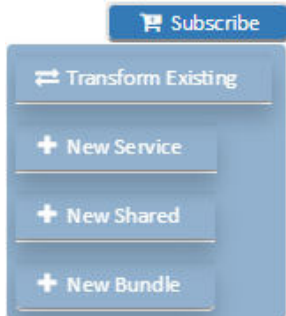 Subscribe
Transform Existing
New Service
New Shared
New Bundle